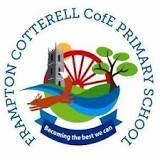 FRAMPTON COTTERELL CofE PRIMARY SCHOOL
Becoming the best we can